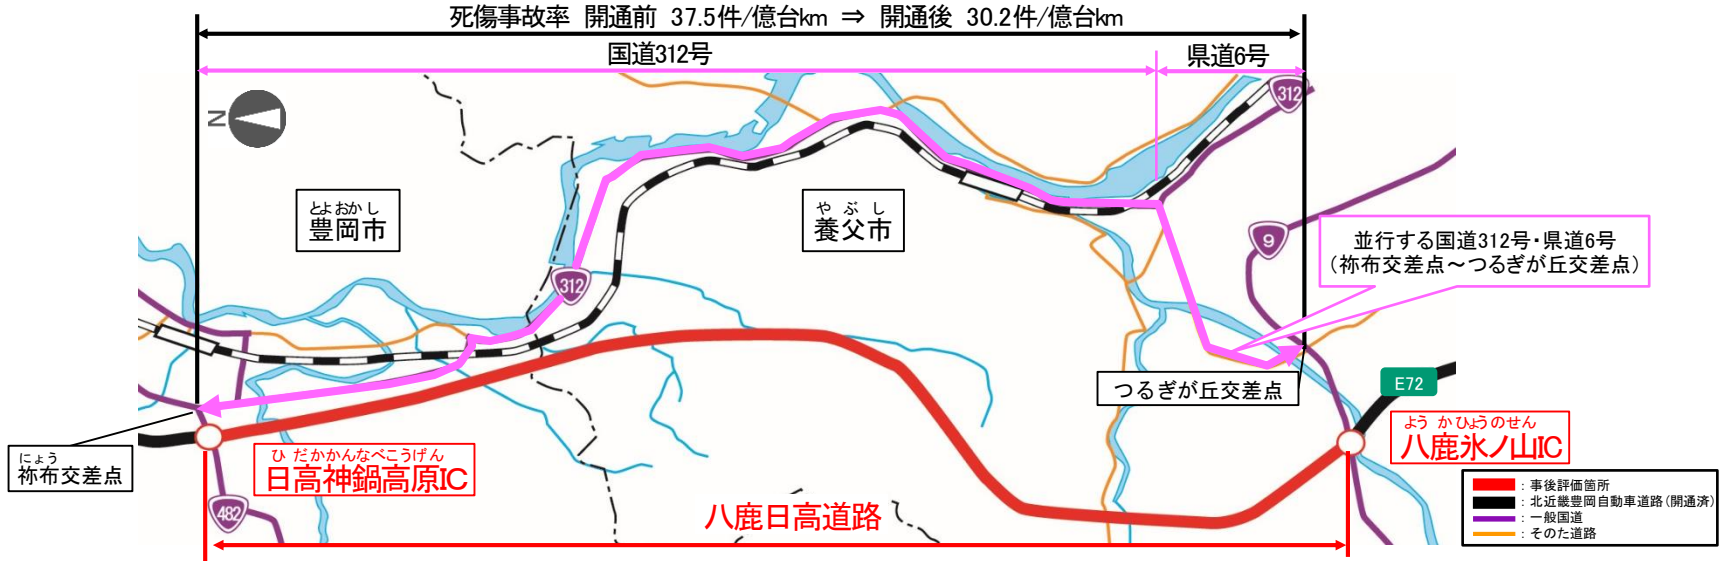 死傷事故率 開通前 37.5件/億台km ⇒ 開通後 30.2件/億台km
国道312号
県道6号
N
312
とよおかし
豊岡市
やぶし
養父市
9
並行する国道312号・県道6号
(祢布交差点～つるぎが丘交差点)
312
つるぎが丘交差点
E72
にょう
祢布交差点
ひだかかんなべこうげん
日高神鍋高原IC
ようかひょうのせん
八鹿氷ノ山IC
482
八鹿日高道路
：事後評価箇所
：北近畿豊岡自動車道路(開通済)
：一般国道
：そのた道路